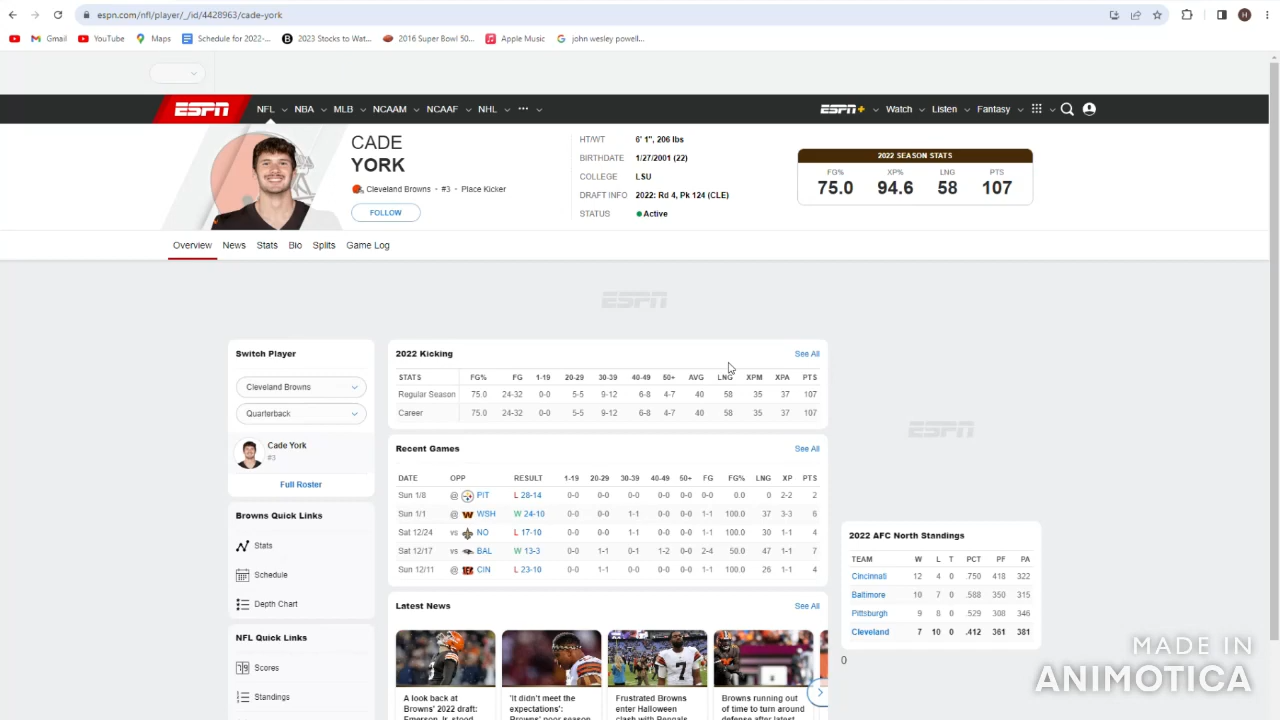 espn.com/nfl/player/_/id/4428963/cade-york
Gmail YouTube Maps Schedule for 2022-... 2023 Stocks to Wat... 2016 Super Bowl 50... Apple Music john wesley powell...
ESPN NFL NBA MLB NCAAM NCAAF NHL ••• ESPN+ Watch Listen Fantasy
CADE
YORK
Cleveland Browns • #3 • Place Kicker
FOLLOW
HT/WT 6' 1", 206 lbs
BIRTHDATE 1/27/2001 (22)
COLLEGE LSU
DRAFT INFO 2022: Rd 4, Pk 124 (CLE)
STATUS Active
2022 SEASON STATS
FG% XP% LNG PTS
75.0 94.6 58 107
Overview News Stats Bio Splits Game Log
ESPN
Switch Player
Cleveland Browns
Quarterback
Cade York
#3
Full Roster
Browns Quick Links
Stats
Schedule
Depth Chart
NFL Quick Links
Scores
Standings
2022 Kicking See All
STATS FG% FG 1-19 20-29 30-39 40-49 50+ AVG LNG XPM XPA PTS
Regular Season 75.0 24-32 0-0 5-5 9-12 6-8 4-7 40 58 35 37 107
Career 75.0 24-32 0-0 5-5 9-12 6-8 4-7 40 58 35 37 107
Recent Games See All
DATE OPP RESULT 1-19 20-29 30-39 40-49 50+ FG FG% LNG XP PTS
Sun 1/8 @ PIT L 28-14 0-0 0-0 0-0 0-0 0-0 0-0 0.0 0 2-2 2
Sun 1/1 @ WSH W 24-10 0-0 0-0 1-1 0-0 0-0 1-1 100.0 37 3-3 6
Sat 12/24 vs NO L 17-10 0-0 0-0 1-1 0-0 0-0 1-1 100.0 30 1-1 4
Sat 12/17 vs BAL W 13-3 0-0 1-1 0-1 1-2 0-0 2-4 50.0 47 1-1 7
Sun 12/11 @ CIN L 23-10 0-0 1-1 0-0 0-0 0-0 1-1 100.0 26 1-1 4
Latest News See All
A look back at
Browns' 2022 draft:
Emerson Jr. stood
'It didn't meet the
expectations':
Browns' poor season
Frustrated Browns
enter Halloween
clash with Bengals
Browns running out
of time to turn around
defense after latest
ESPN
2022 AFC North Standings
TEAM W L T PCT PF PA
Cincinnati 12 4 0 .750 418 322
Baltimore 10 7 0 .588 350 315
Pittsburgh 9 8 0 .529 308 346
Cleveland 7 10 0 .412 361 381
0
MADE IN
ANIMOTICA